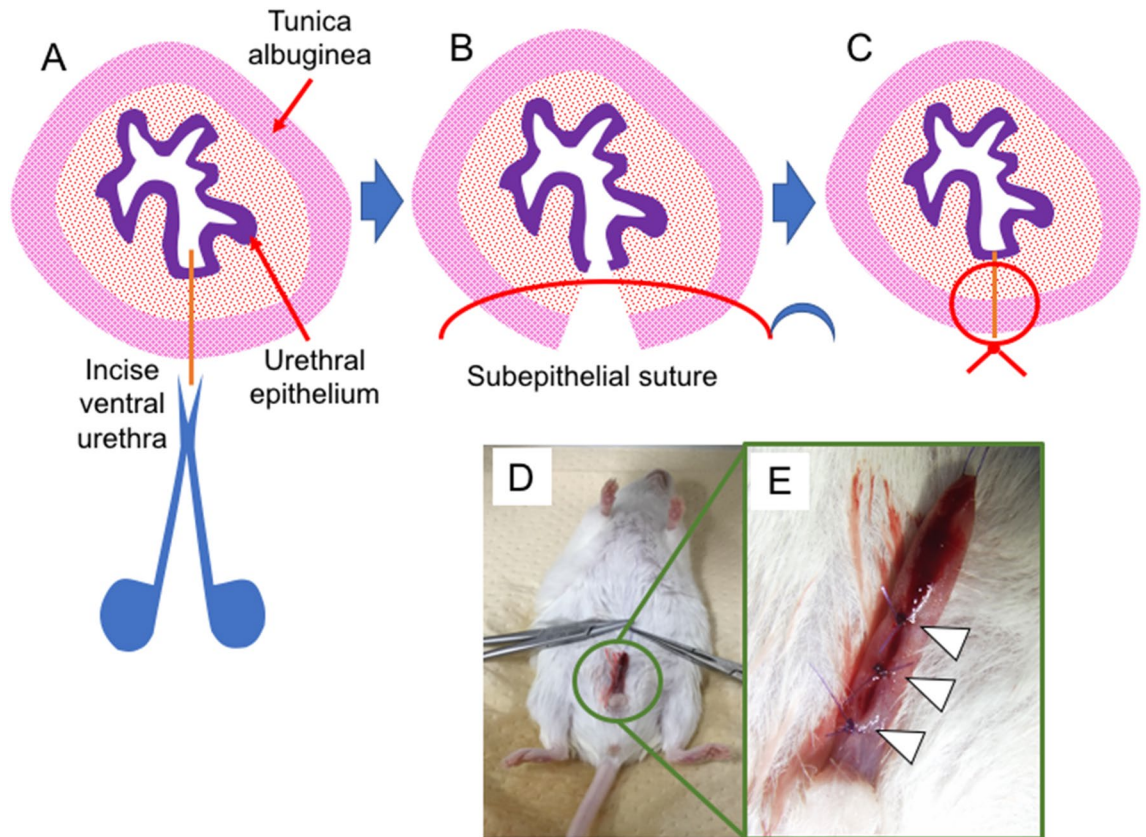 A
Tunica
albuginea
B
C
Incise
ventral
urethra
Urethral
epithelium
Subepithelial suture
D
E